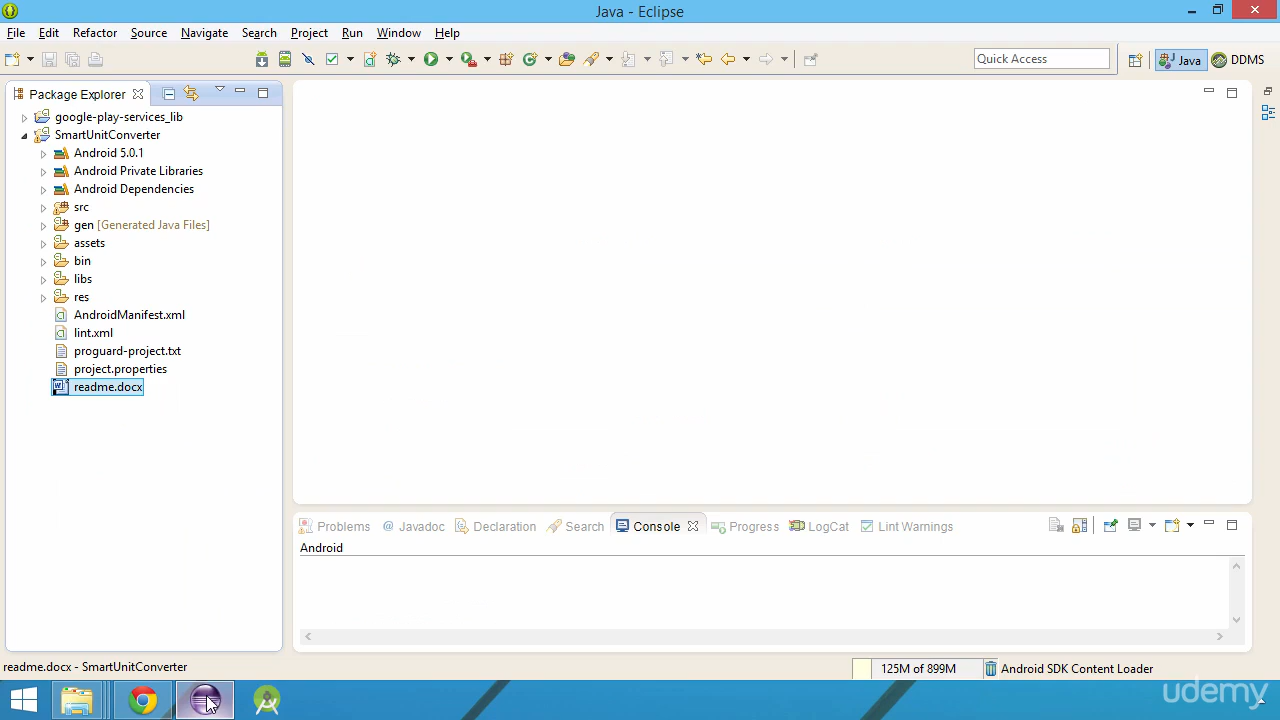 Java - Eclipse
File Edit Refactor Source Navigate Search Project Run Window Help
Quick Access
Java
DDMS
Package Explorer
google-play-services_lib
SmartUnitConverter
Android 5.0.1
Android Private Libraries
Android Dependencies
src
gen [Generated Java Files]
assets
bin
libs
res
AndroidManifest.xml
lint.xml
proguard-project.txt
project.properties
readme.docx
Problems @ Javadoc Declaration Search Console Progress LogCat Lint Warnings
Android
readme.docx - SmartUnitConverter
125M of 899M
Android SDK Content Loader
udemy